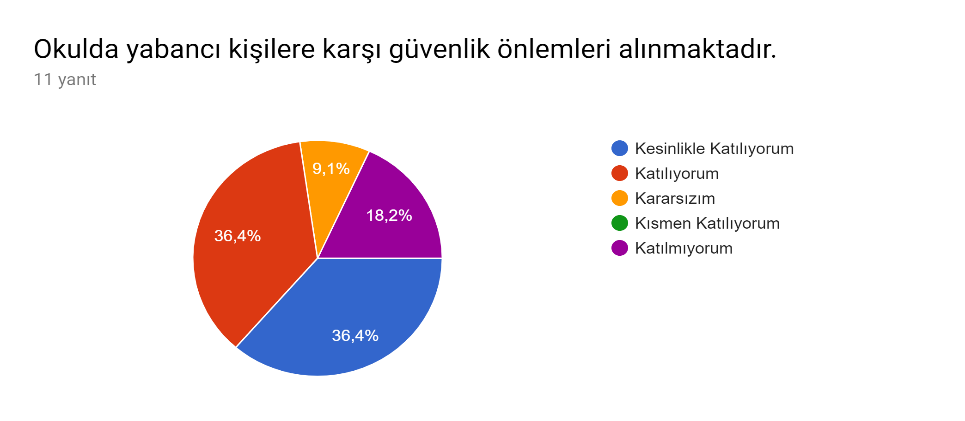 Okulda yabancı kişilere karşı güvenlik önlemleri alınmaktadır.
11 yanıt
9,1%
18,2%
36,4%
36,4%
Kesinlikle Katılıyorum
Katılıyorum
Kararsızım
Kısmen Katılıyorum
Katılmıyorum